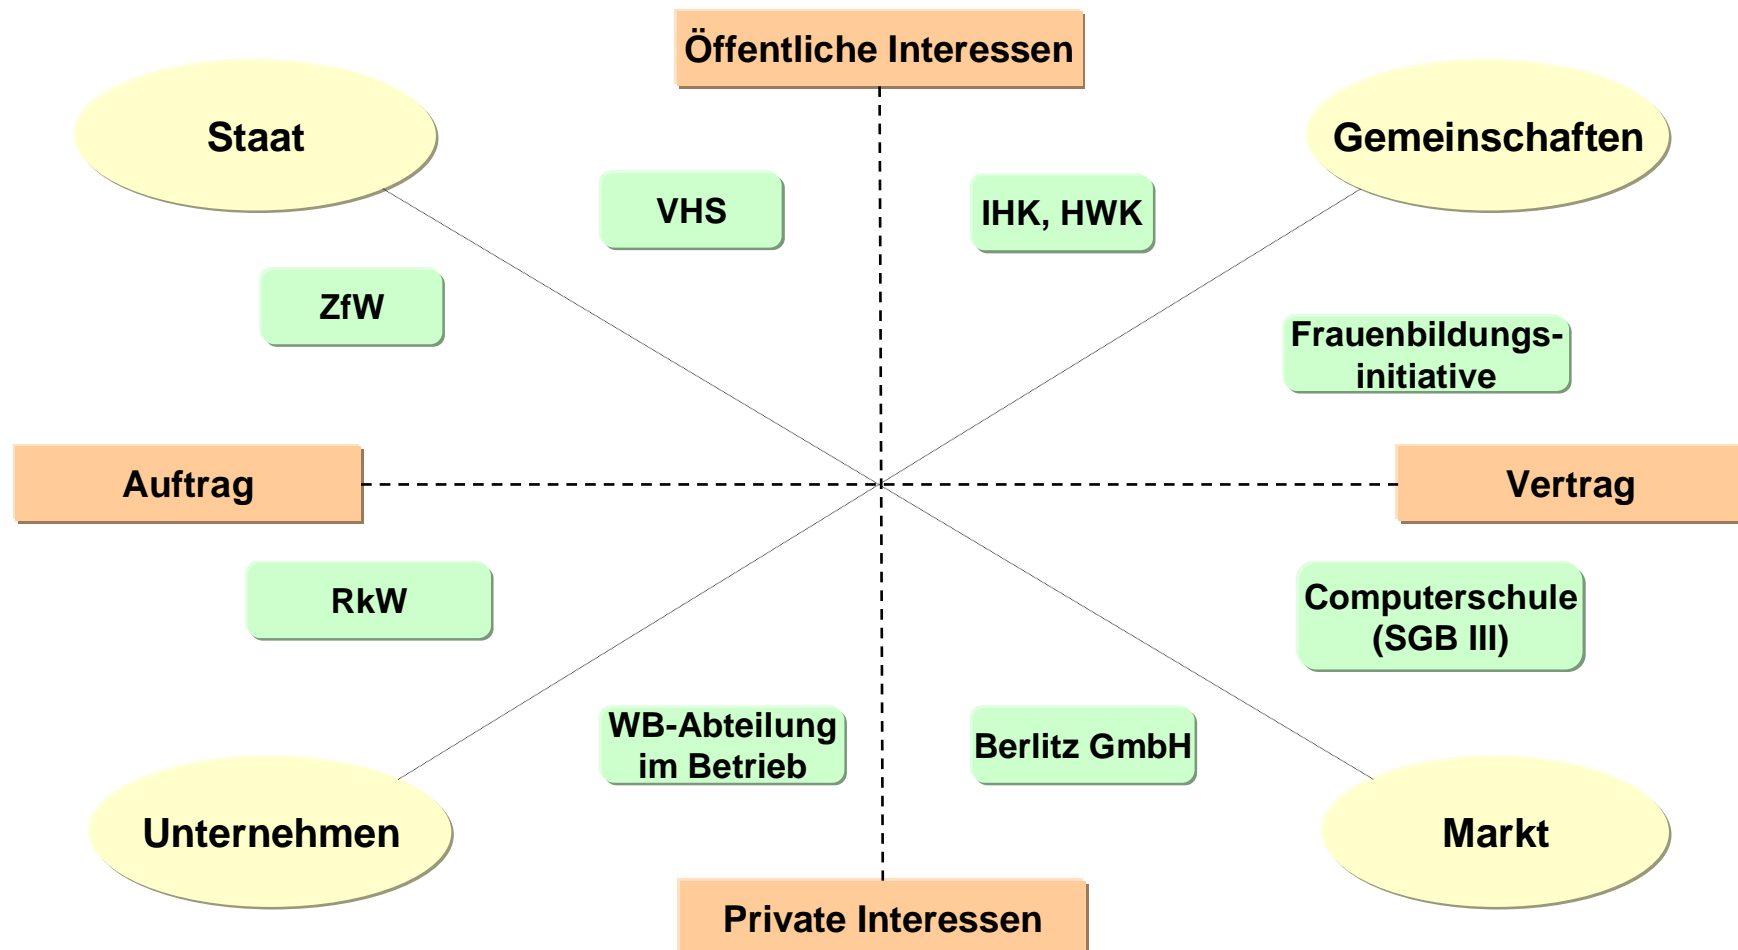 Öffentliche Interessen
Staat
Gemeinschaften
VHS
IHK, HWK
ZfW
Frauenbildungs-
initiative
Auftrag
Vertrag
RkW
Computerschule
(SGB III)
WB-Abteilung
im Betrieb
Berlitz GmbH
Unternehmen
Markt
Private Interessen